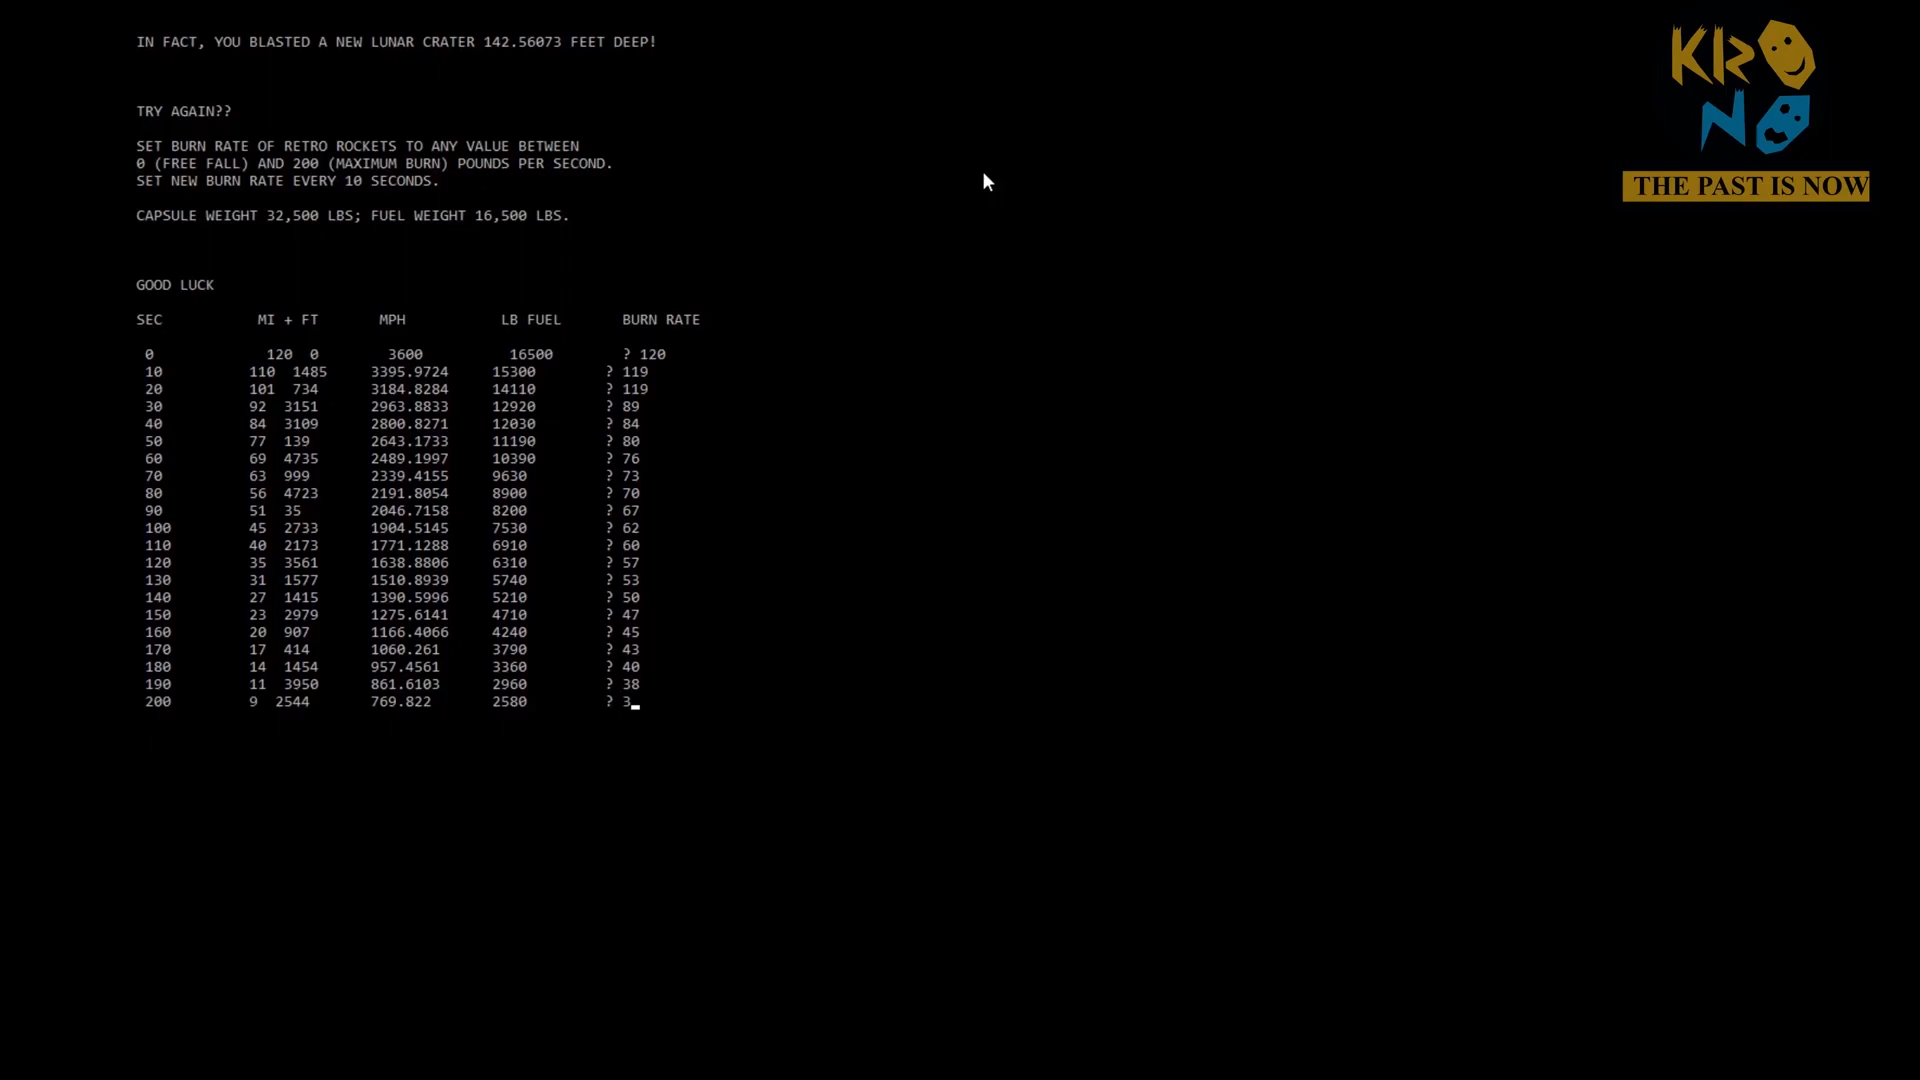 IN FACT, YOU BLASTED A NEW LUNAR CRATER 142.56073 FEET DEEP!
TRY AGAIN??
SET BURN RATE OF RETRO ROCKETS TO ANY VALUE BETWEEN
0 (FREE FALL) AND 200 (MAXIMUM BURN) POUNDS PER SECOND.
SET NEW BURN RATE EVERY 10 SECONDS.
CAPSULE WEIGHT 32,500 LBS; FUEL WEIGHT 16,500 LBS.
GOOD LUCK
SEC MI + FT MPH LB FUEL BURN RATE
0 120 0 3600 16500 ? 120
10 110 1485 3395.9724 15300 ? 119
20 101 734 3184.8284 14110 ? 119
30 92 3151 2963.8833 12920 ? 89
40 84 3109 2800.8271 12030 ? 84
50 77 139 2643.1733 11190 ? 80
60 69 4735 2489.1997 10390 ? 76
70 63 999 2339.4155 9630 ? 73
80 56 4723 2191.8054 8900 ? 70
90 51 35 2046.7158 8200 ? 67
100 45 2733 1904.5145 7530 ? 62
110 40 2173 1771.1288 6910 ? 60
120 35 3561 1638.8806 6310 ? 57
130 31 1577 1510.8939 5740 ? 53
140 27 1415 1390.5996 5210 ? 50
150 23 2979 1275.6141 4710 ? 47
160 20 907 1166.4066 4240 ? 45
170 17 414 1060.261 3790 ? 43
180 14 1454 957.4561 3360 ? 40
190 11 3950 861.6103 2960 ? 38
200 9 2544 769.822 2580 ? 3_
KRO
NO
THE PAST IS NOW